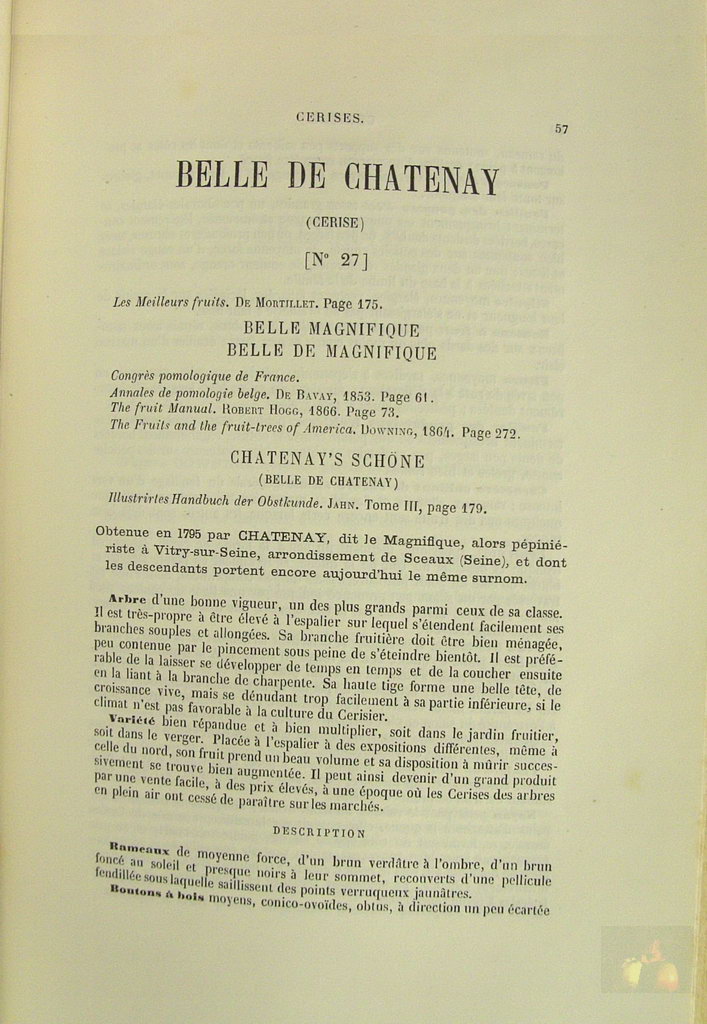 CERISES.
57
BELLE DE CHATENAY
(CERISE)
[N° 27]
Les Meilleurs fruits. DE MORTILLET. Page 175.
BELLE MAGNIFIQUE
BELLE DE MAGNIFIQUE
Congrès pomologique de France.
Annales de pomologie belge. DE BAVAY, 1853. Page 61.
The fruit Manual. ROBERT HOGG, 1866. Page 73.
The Fruits and the fruit-trees of America. DOWNING, 1864. Page 272.
CHATENAY'S SCHÖNE
(BELLE DE CHATENAY)
Illustrirtes Handbuch der Obstkunde. JAHN. Tome III, page 179.
Obtenue en 1795 par CHATENAY, dit le Magnifique, alors pépinié-
riste à Vitry-sur-Seine, arrondissement de Sceaux (Seine), et dont
les descendants portent encore aujourd'hui le même surnom.
Arbre d'une bonne vigueur, un des plus grands parmi ceux de sa classe.
Il est très-propre à être élevé à l'espalier sur lequel s'étendent facilement ses
branches souples et allongées. Sa branche fruitière doit être bien ménagée,
peu contenue par le pincement sous peine de s'éteindre bientôt. Il est préfé-
rable de la laisser se développer de temps en temps et de la coucher ensuite
en la liant à la branche de charpente. Sa haute tige forme une belle tête, de
croissance vive, mais se dénudant trop facilement à sa partie inférieure, si le
climat n'est pas favorable à la culture du Cerisier.
Variété bien répandue et à bien multiplier, soit dans le jardin fruitier,
soit dans le verger. Placée à l'espalier à des expositions différentes, même à
celle du nord, son fruit prend un beau volume et sa disposition à mûrir succes-
sivement se trouve bien augmentée. Il peut ainsi devenir d'un grand produit
par une vente facile, à des prix élevés, à une époque où les Cerises des arbres
en plein air ont cessé de paraître sur les marchés.
DESCRIPTION
Rameaux de moyenne force, d'un brun verdâtre à l'ombre, d'un brun
foncé au soleil et presque noirs à leur sommet, recouverts d'une pellicule
fendillée sous laquelle saillissent des points verruqueux jaunâtres.
Boutons à bois moyens, conico-ovoïdes, obtus, à direction un peu écartée